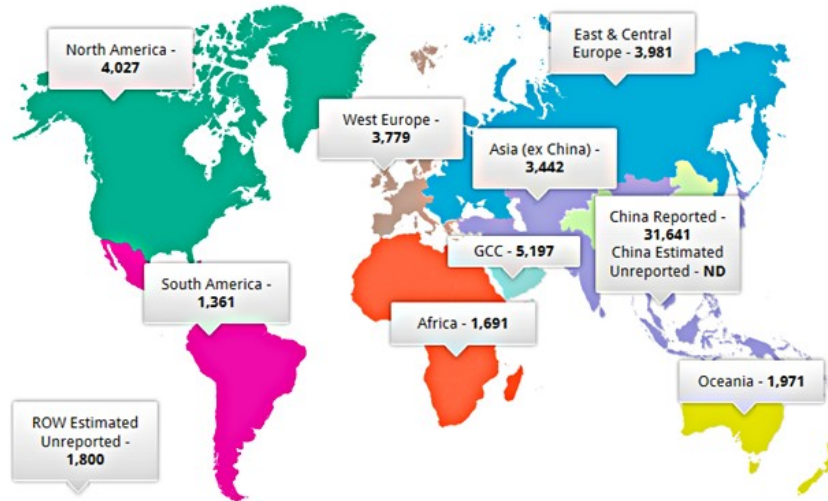 North America -
4,027
East & Central
Europe - 3,981
West Europe -
3,779
Asia (ex China) -
3,442
China Reported -
31,641
China Estimated
Unreported - ND
GCC - 5,197
South America -
1,361
Africa - 1,691
Oceania - 1,971
ROW Estimated
Unreported -
1,800